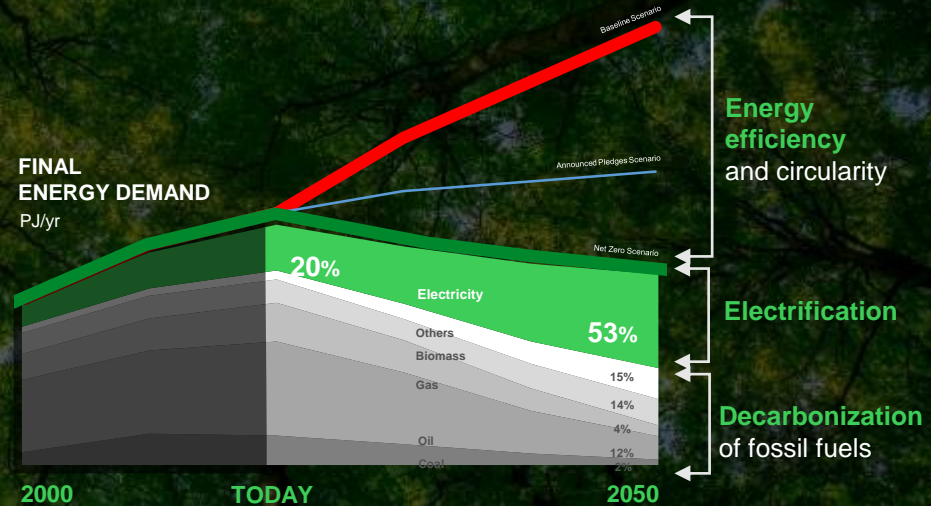 Baseline Scenario
Energy
efficiency
and circularity
FINAL
ENERGY DEMAND
PJ/yr
Announced Pledges Scenario
Net Zero Scenario
20%
Electricity
53%
Electrification
Others
Biomass
Gas
Oil
Coal
15%
14%
4%
12%
2%
Decarbonization
of fossil fuels
2000
TODAY
2050